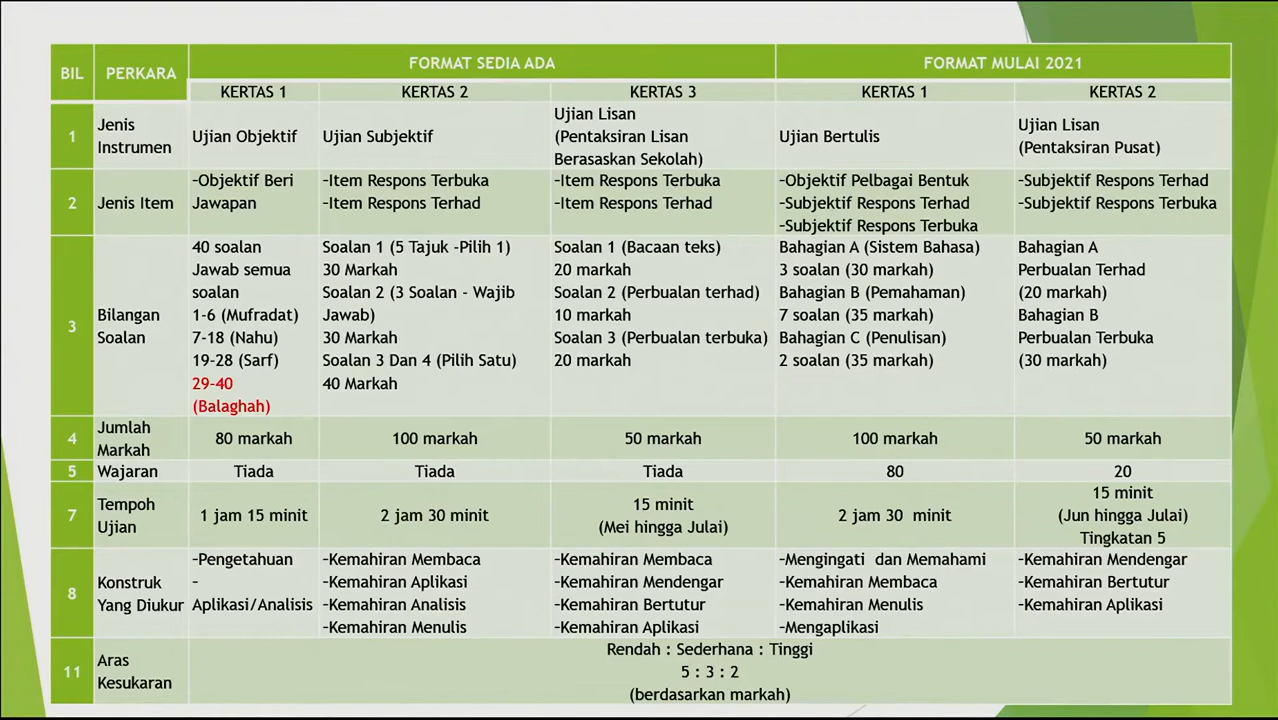 BIL
PERKARA
FORMAT SEDIA ADA
FORMAT MULAI 2021
KERTAS 1
KERTAS 2
KERTAS 3
KERTAS 1
KERTAS 2
1
Jenis
Instrumen
Ujian Objektif
Ujian Subjektif
Ujian Lisan
(Pentaksiran Lisan
Berasaskan Sekolah)
Ujian Bertulis
Ujian Lisan
(Pentaksiran Pusat)
2
Jenis Item
-Objektif Beri
Jawapan
-Item Respons Terbuka
-Item Respons Terhad
-Item Respons Terbuka
-Item Respons Terhad
-Objektif Pelbagai Bentuk
-Subjektif Respons Terhad
-Subjektif Respons Terbuka
-Subjektif Respons Terhad
-Subjektif Respons Terbuka
3
Bilangan
Soalan
40 soalan
Jawab semua
soalan
1-6 (Mufradat)
7-18 (Nahu)
19-28 (Sarf)
29-40
(Balaghah)
Soalan 1 (5 Tajuk -Pilih 1)
30 Markah
Soalan 2 (3 Soalan - Wajib
Jawab)
30 Markah
Soalan 3 Dan 4 (Pilih Satu)
40 Markah
Soalan 1 (Bacaan teks)
20 markah
Soalan 2 (Perbualan terhad)
10 markah
Soalan 3 (Perbualan terbuka)
20 markah
Bahagian A (Sistem Bahasa)
3 soalan (30 markah)
Bahagian B (Pemahaman)
7 soalan (35 markah)
Bahagian C (Penulisan)
2 soalan (35 markah)
Bahagian A
Perbualan Terhad
(20 markah)
Bahagian B
Perbualan Terbuka
(30 markah)
4
Jumlah
Markah
80 markah
100 markah
50 markah
100 markah
50 markah
5
Wajaran
Tiada
Tiada
Tiada
80
20
7
Tempoh
Ujian
1 jam 15 minit
2 jam 30 minit
15 minit
(Mei hingga Julai)
2 jam 30 minit
15 minit
(Jun hingga Julai)
Tingkatan 5
8
Konstruk
Yang Diukur
-Pengetahuan
-
Aplikasi/Analisis
-Kemahiran Membaca
-Kemahiran Aplikasi
-Kemahiran Analisis
-Kemahiran Menulis
-Kemahiran Membaca
-Kemahiran Mendengar
-Kemahiran Bertutur
-Kemahiran Aplikasi
-Mengingati dan Memahami
-Kemahiran Membaca
-Kemahiran Menulis
-Mengaplikasi
-Kemahiran Mendengar
-Kemahiran Bertutur
-Kemahiran Aplikasi
11
Aras
Kesukaran
Rendah : Sederhana : Tinggi
5 : 3 : 2
(berdasarkan markah)